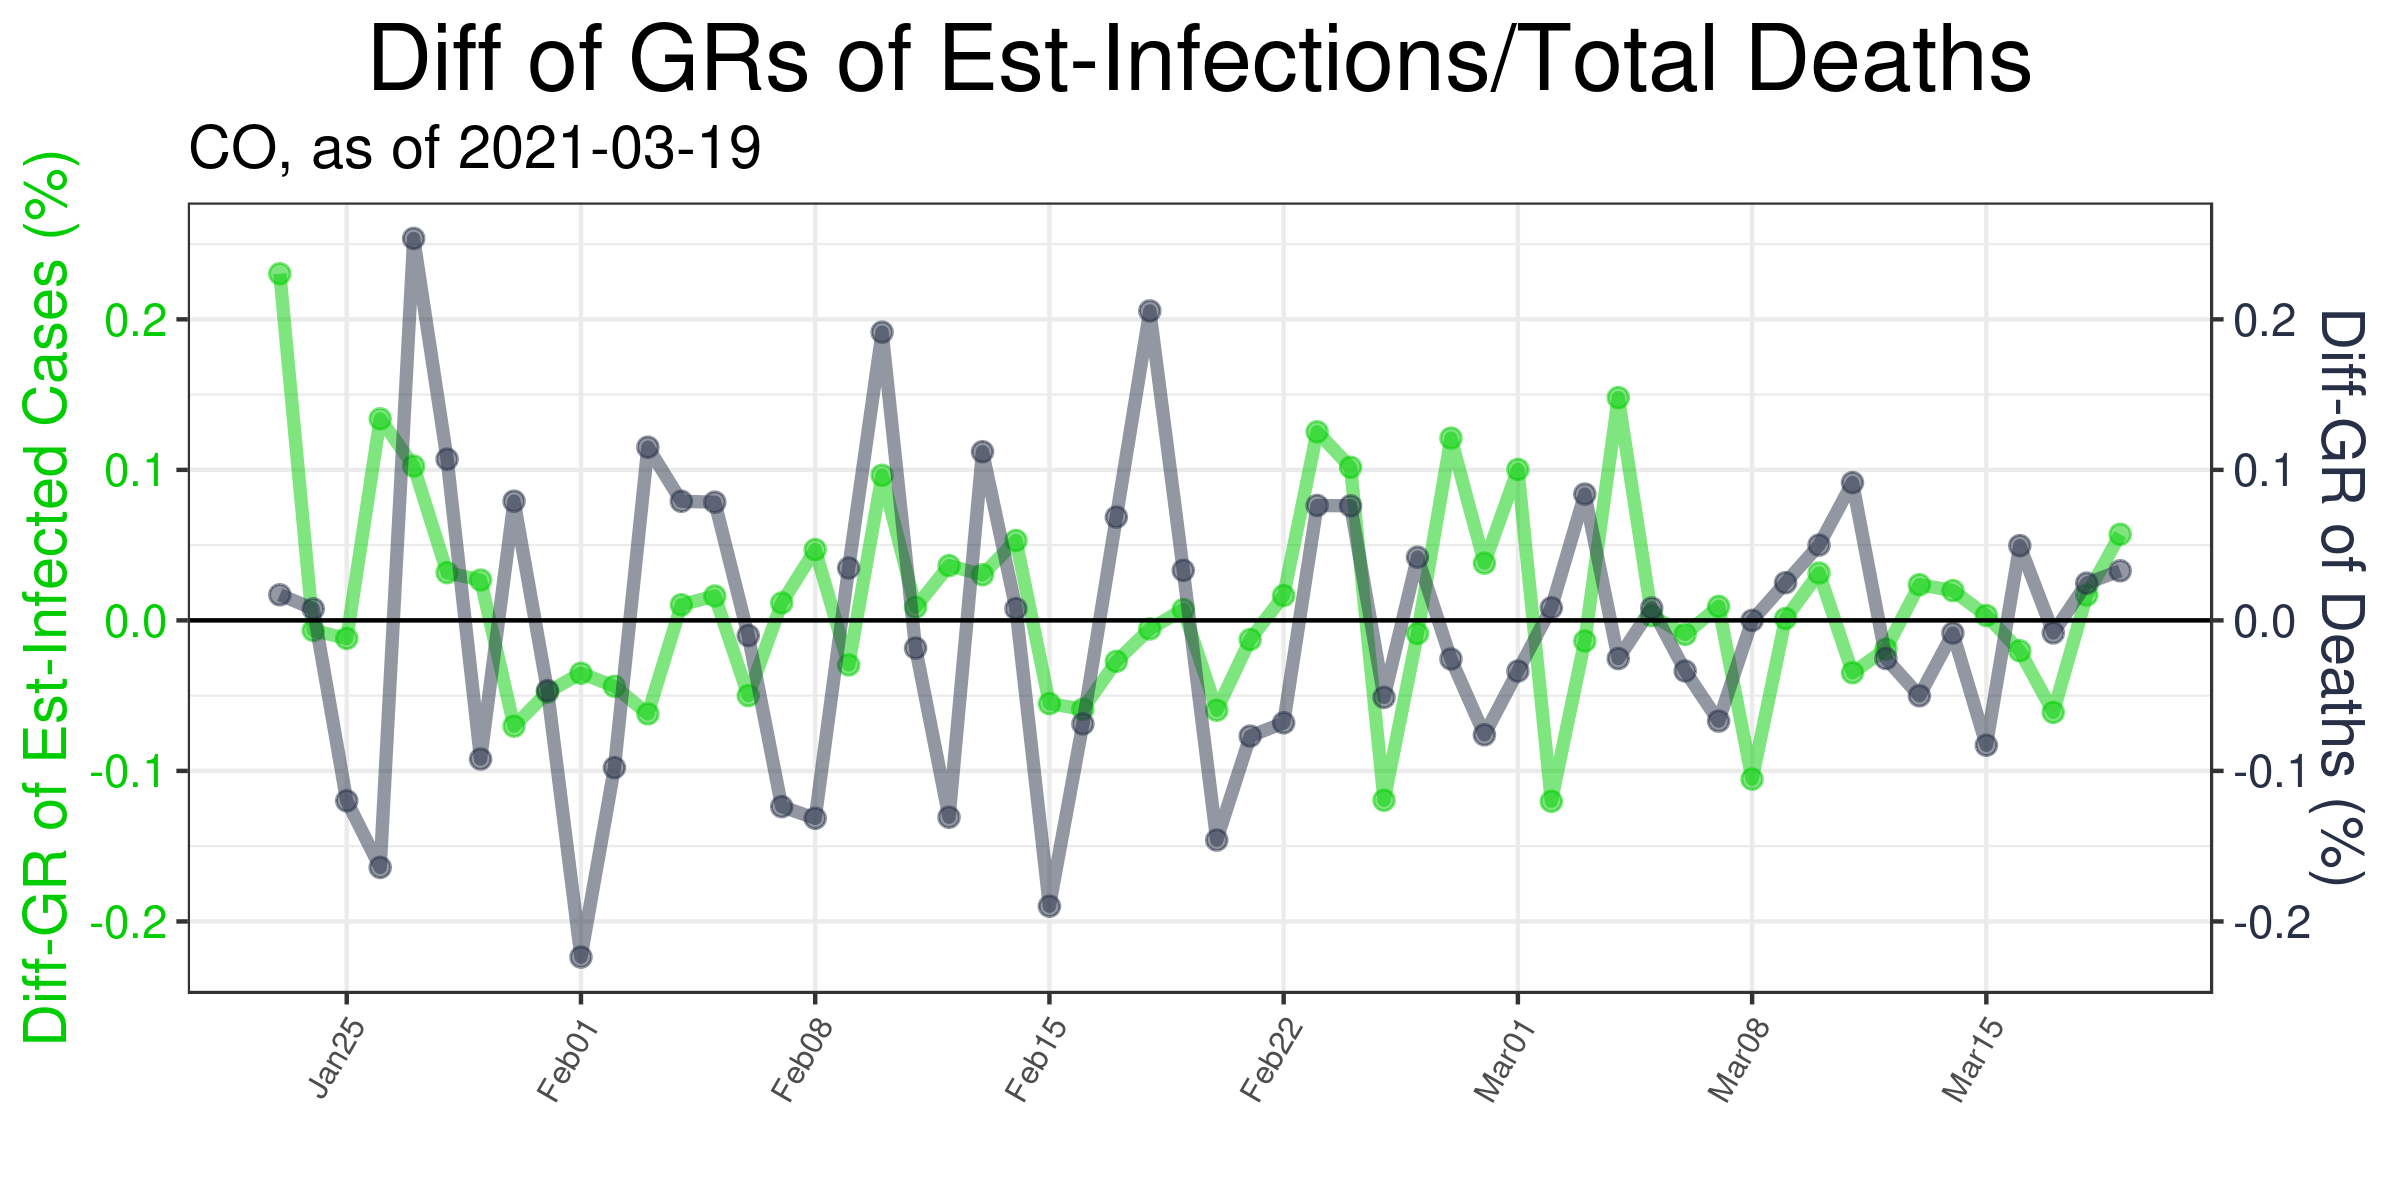 Diff of GRs of Est-Infections/Total Deaths
CO, as of 2021-03-19
Diff-GR of Est-Infected Cases (%)
0.2
0.1
0.0
-0.1
-0.2
0.2
0.1
0.0
-0.1
-0.2
Diff-GR of Deaths (%)
Jan25
Feb01
Feb08
Feb15
Feb22
Mar01
Mar08
Mar15